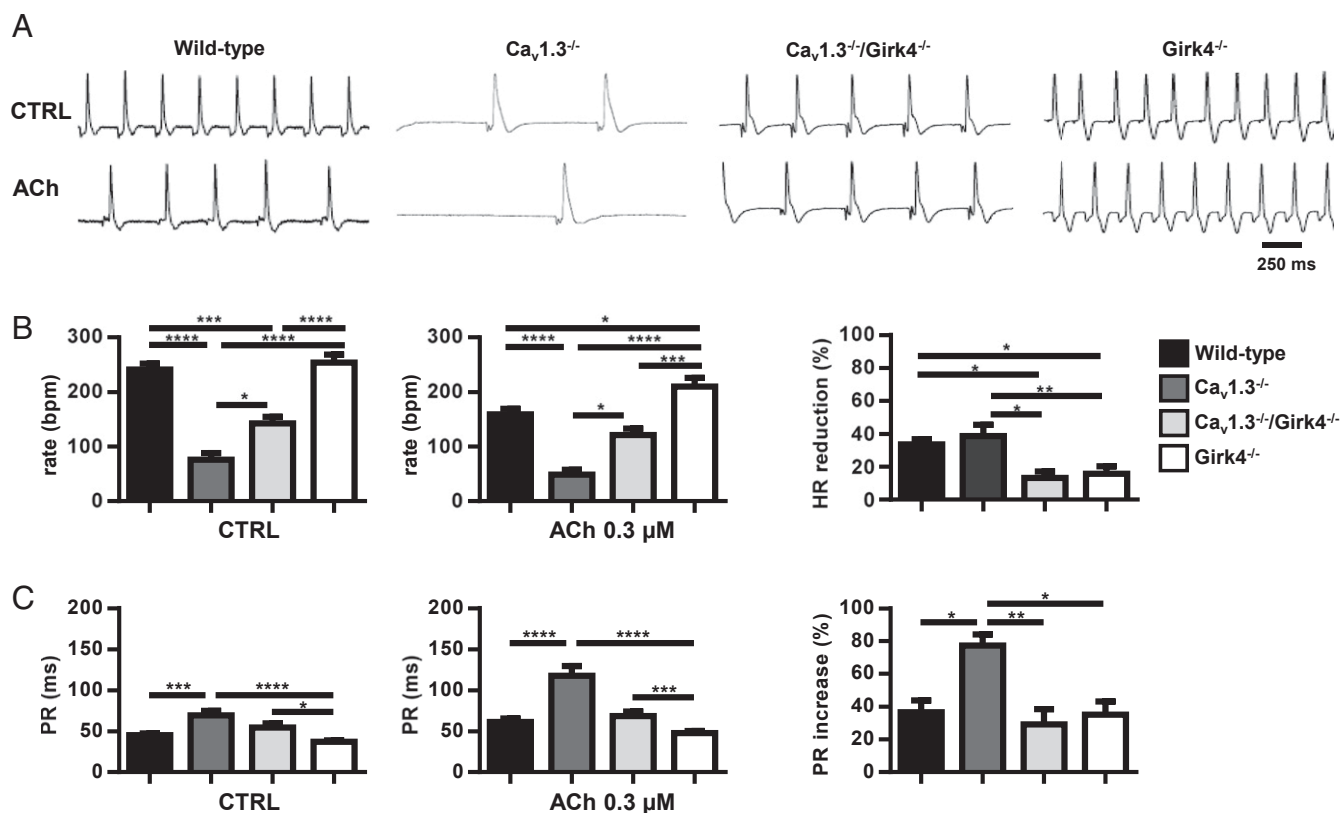 A
Wild-type Caᵥ1.3⁻/⁻ Caᵥ1.3⁻/⁻/Girk4⁻/⁻ Girk4⁻/⁻
CTRL
ACh
250 ms
B
*** ****
**** ****
*
rate (bpm)
300
200
100
0
CTRL
*
**** ****
***
*
rate (bpm)
300
200
100
0
ACh 0.3 µM
*
*
**
*
HR reduction (%)
100
80
60
40
20
0
Wild-type
Caᵥ1.3⁻/⁻
Caᵥ1.3⁻/⁻/Girk4⁻/⁻
Girk4⁻/⁻
C
*** ****
*
PR (ms)
200
150
100
50
0
CTRL
**** ****
***
PR (ms)
200
150
100
50
0
ACh 0.3 µM
*
* **
PR increase (%)
100
80
60
40
20
0